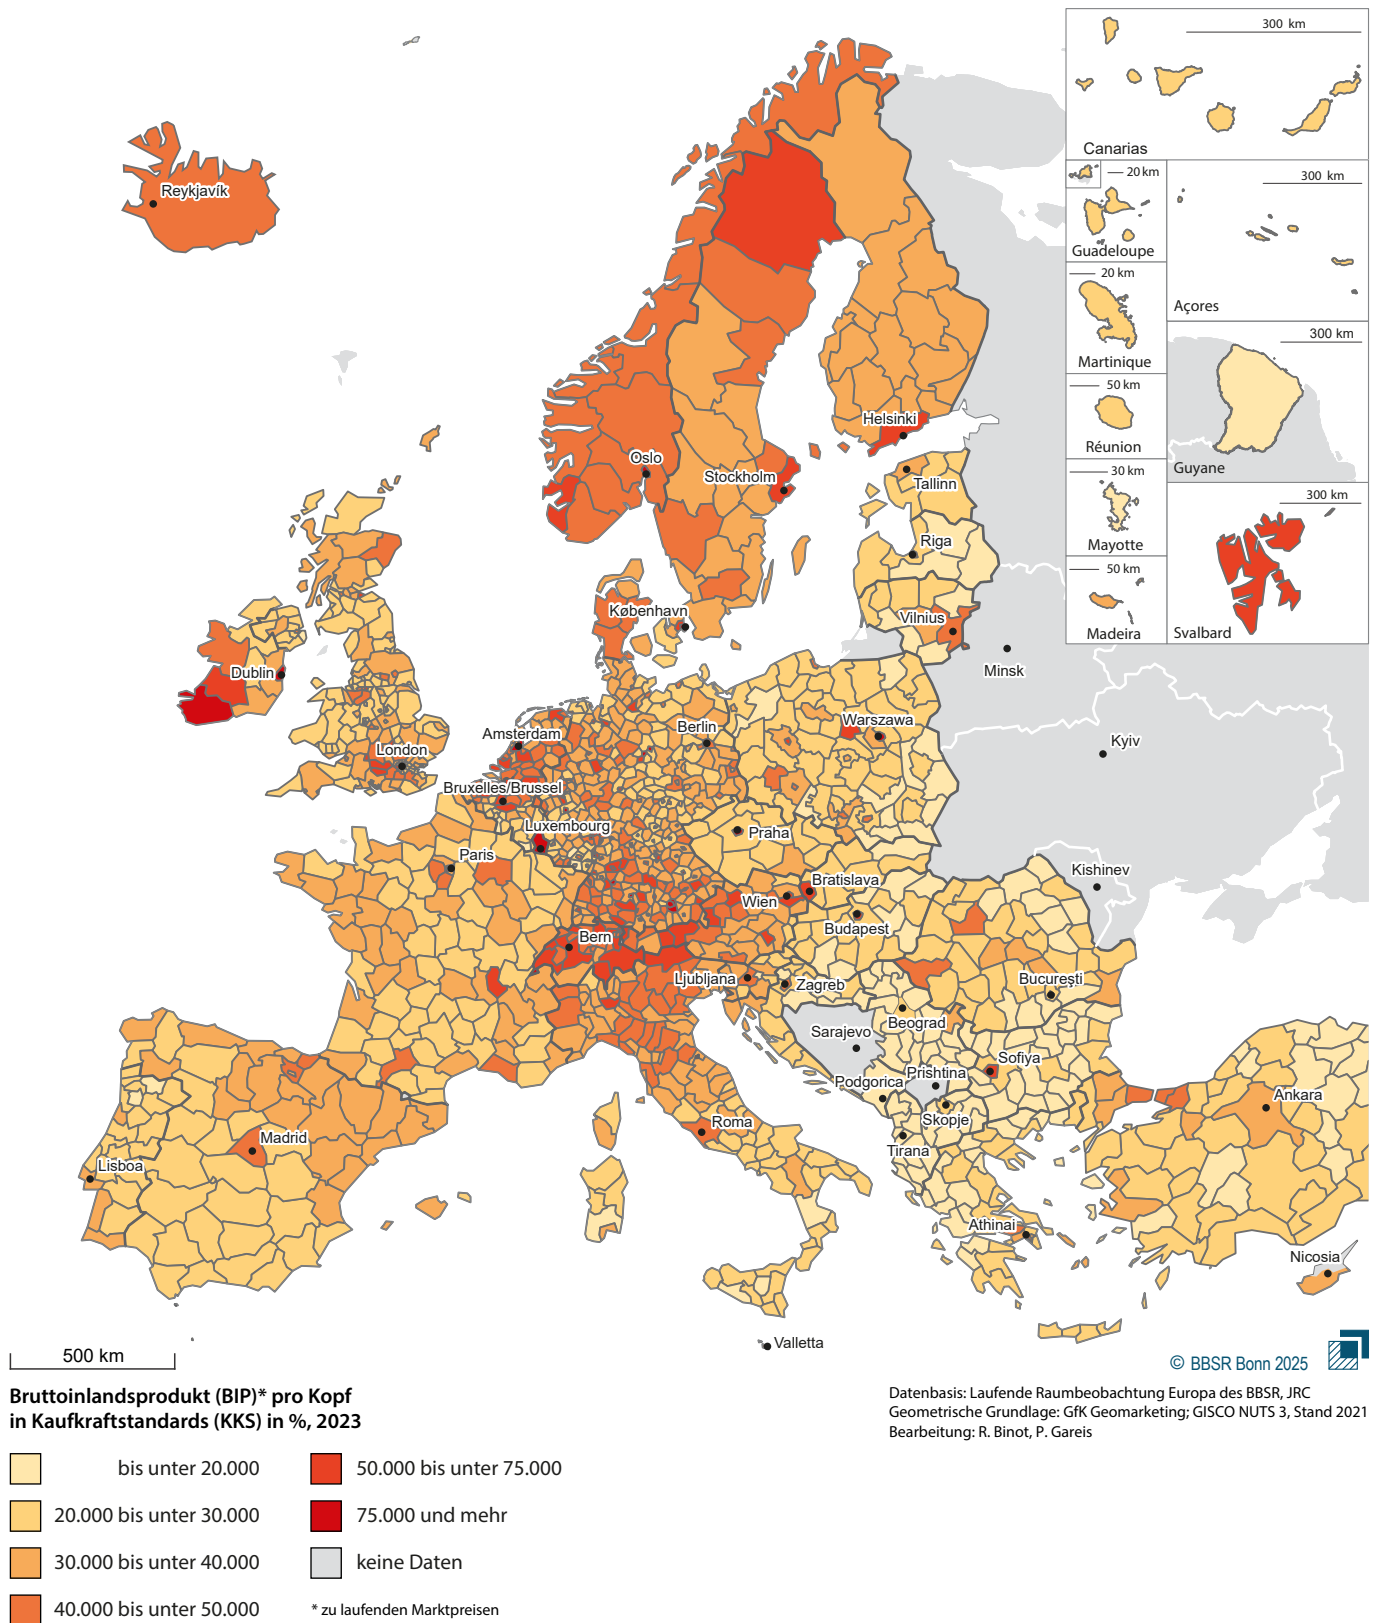 300 km
Canarias
20 km
Guadeloupe
300 km
Açores
20 km
Martinique
300 km
Guyane
50 km
Réunion
30 km
Mayotte
50 km
Madeira
300 km
Svalbard
Reykjavík
Helsinki
Oslo
Stockholm
Tallinn
Riga
København
Vilnius
Minsk
Dublin
Amsterdam
Berlin
Warszawa
London
Kyiv
Bruxelles/Brussel
Luxembourg
Praha
Paris
Kishinev
Bratislava
Wien
Budapest
Bern
Ljubljana
Zagreb
Bucureşti
Beograd
Sarajevo
Sofiya
Prishtina
Podgorica
Ankara
Skopje
Roma
Madrid
Tirana
Lisboa
Athinai
Nicosia
Valletta
500 km
© BBSR Bonn 2025
Bruttoinlandsprodukt (BIP)* pro Kopf
in Kaufkraftstandards (KKS) in %, 2023
Datenbasis: Laufende Raumbeobachtung Europa des BBSR, JRC
Geometrische Grundlage: GfK Geomarketing; GISCO NUTS 3, Stand 2021
Bearbeitung: R. Binot, P. Gareis
bis unter 20.000
20.000 bis unter 30.000
30.000 bis unter 40.000
40.000 bis unter 50.000
50.000 bis unter 75.000
75.000 und mehr
keine Daten
* zu laufenden Marktpreisen